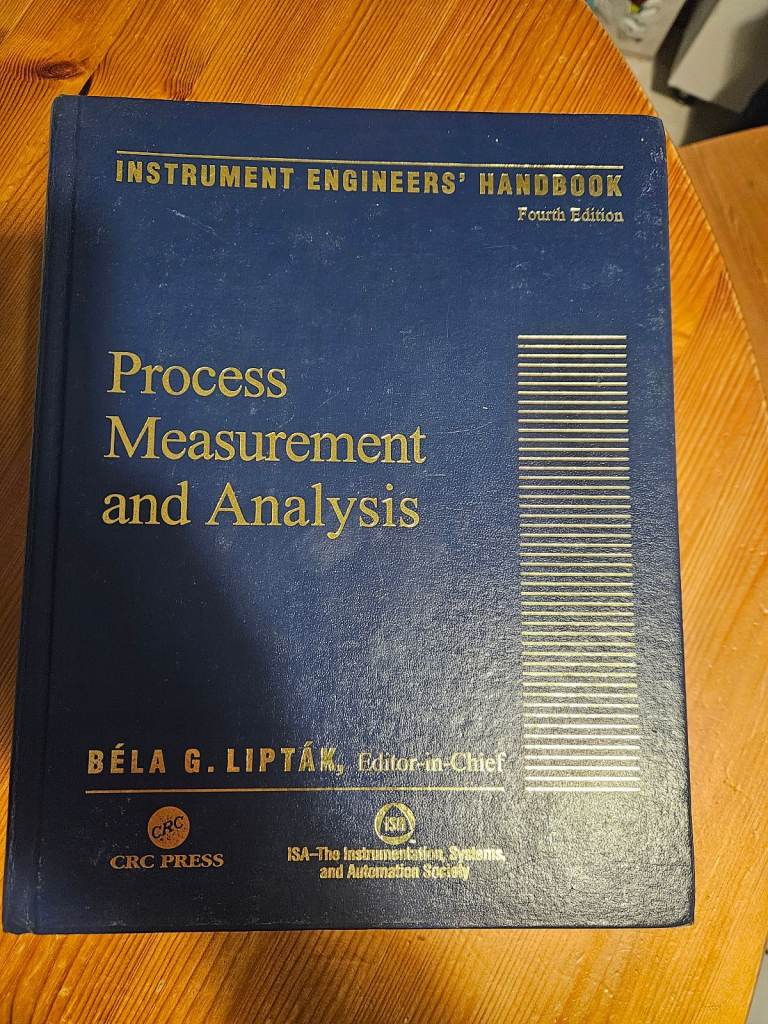 INSTRUMENT ENGINEERS' HANDBOOK
Fourth Edition
Process
Measurement
and Analysis
BÉLA G. LIPTÁK, Editor-in-Chief
CRC
CRC PRESS
ISA
ISA–The Instrumentation, Systems,
and Automation Society